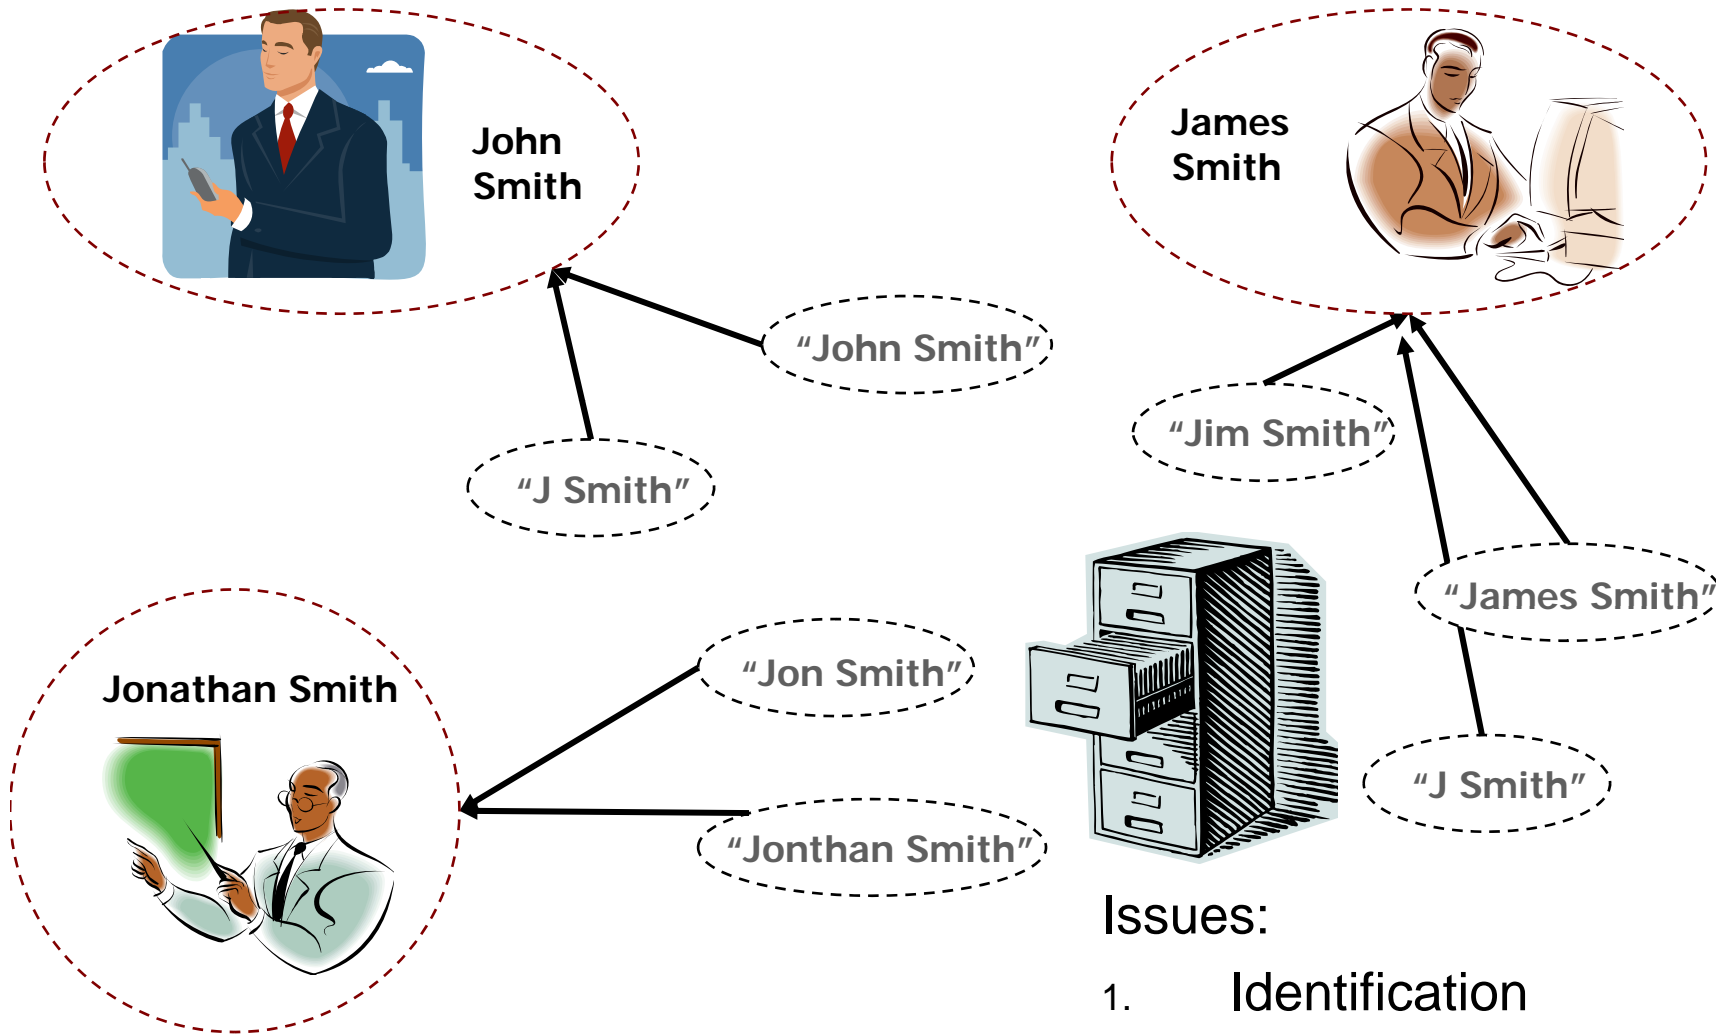 John
Smith
James
Smith
“John Smith”
“Jim Smith”
“J Smith”
“James Smith”
Jonathan Smith
“Jon Smith”
“J Smith”
“Jonthan Smith”
Issues:
1. Identification